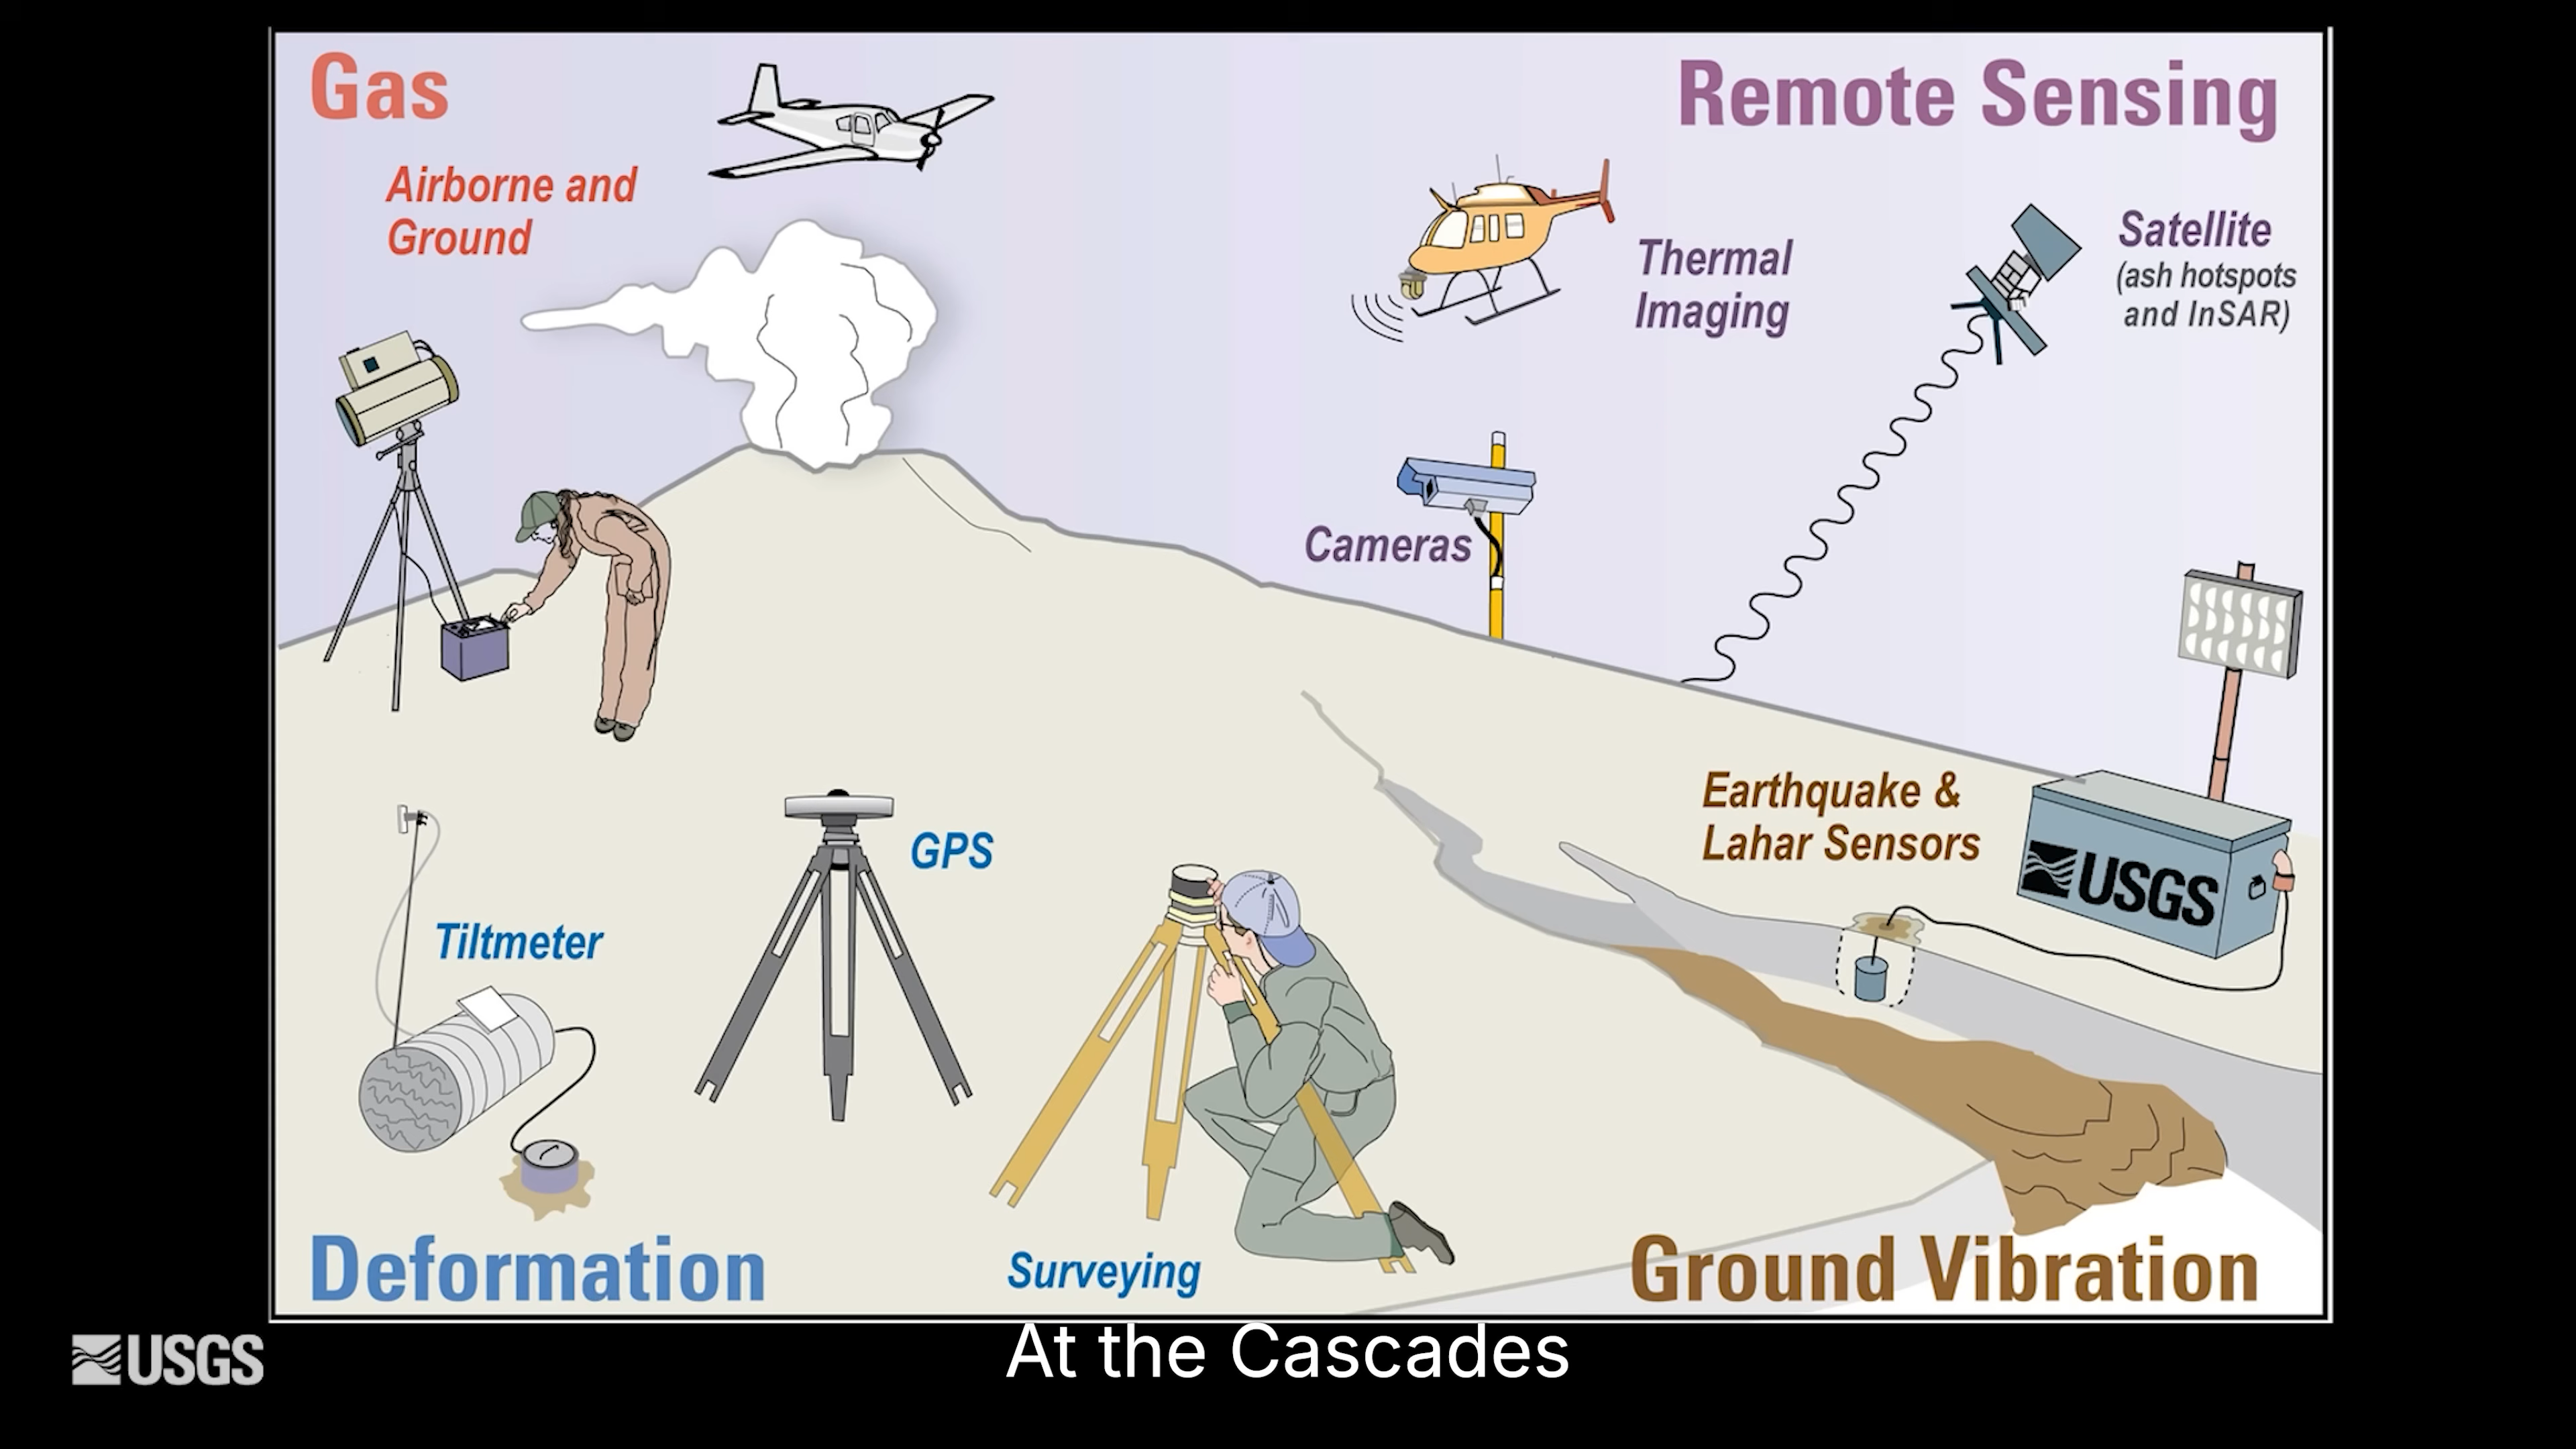 Gas
Airborne and
Ground
Remote Sensing
Thermal
Imaging
Satellite
(ash hotspots
and InSAR)
Cameras
Earthquake &
Lahar Sensors
USGS
GPS
Tiltmeter
Surveying
Deformation
Ground Vibration
USGS
At the Cascades